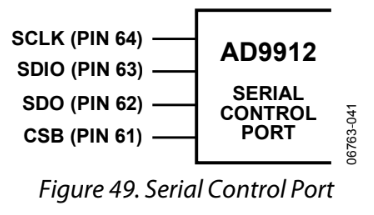 SCLK (PIN 64)
SDIO (PIN 63)
SDO (PIN 62)
CSB (PIN 61)
AD9912
SERIAL
CONTROL
PORT
06763-041
Figure 49. Serial Control Port